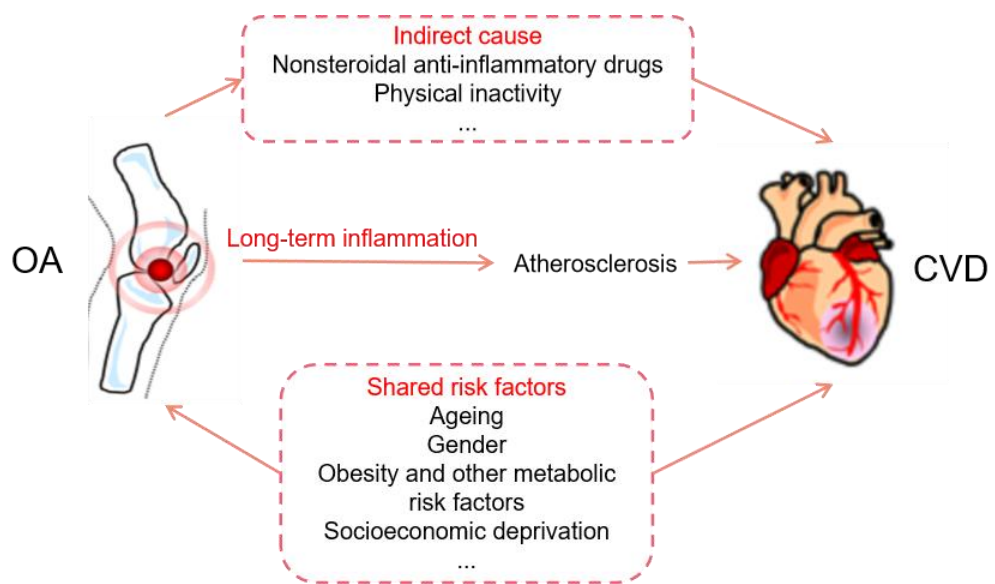 Indirect cause
Nonsteroidal anti-inflammatory drugs
Physical inactivity
...
OA
Long-term inflammation
Atherosclerosis
CVD
Shared risk factors
Ageing
Gender
Obesity and other metabolic
risk factors
Socioeconomic deprivation
...